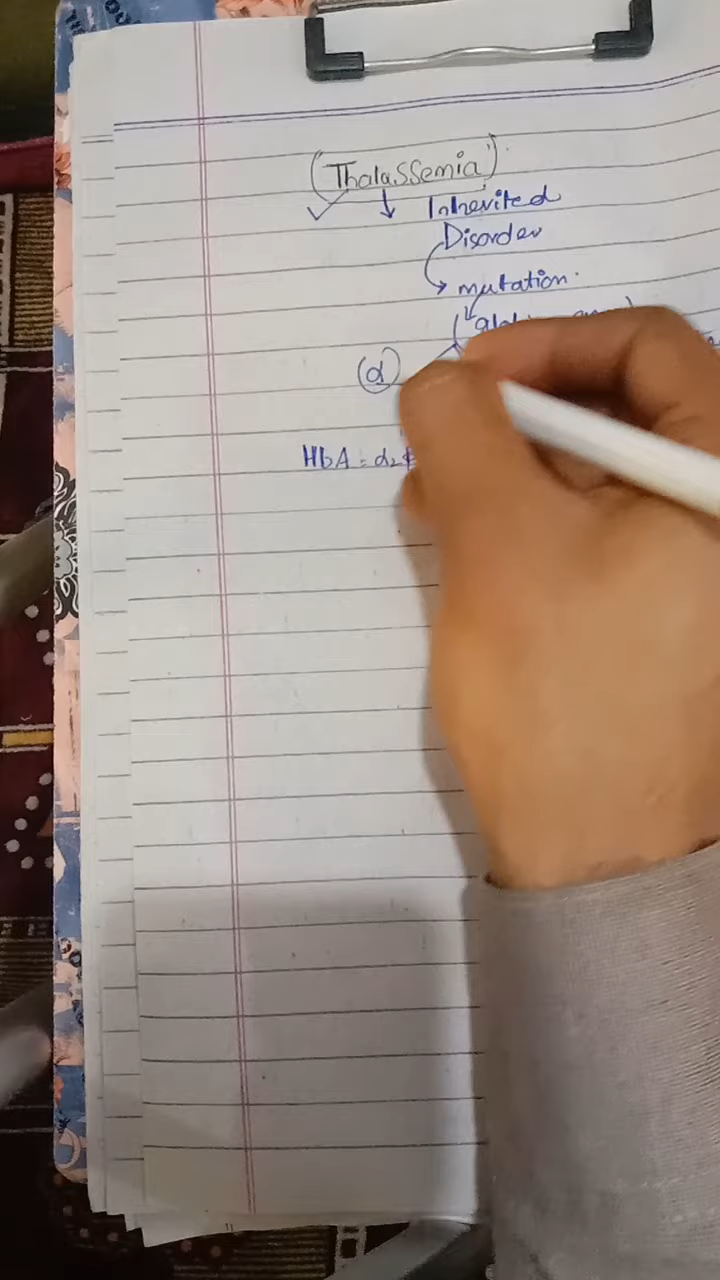 (Thalassemia)
Inherited
Disorder
mutation.
(α)
HbA = α₂